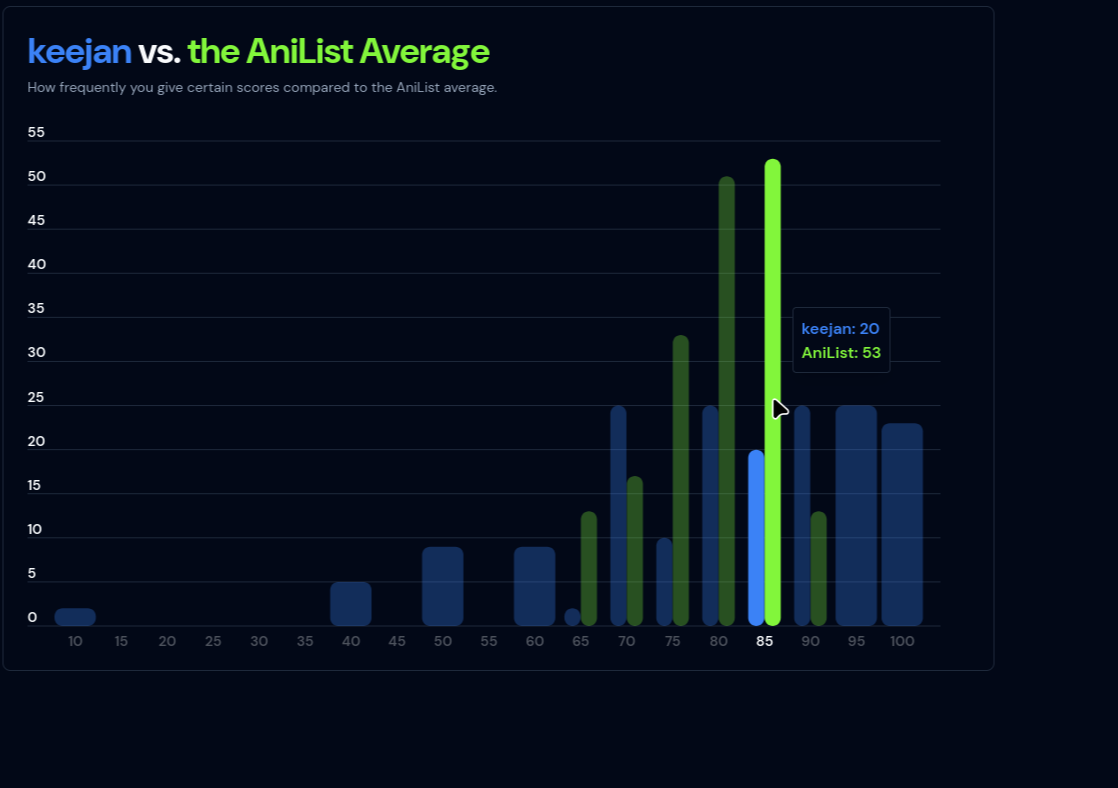 keejan vs. the AniList Average
How frequently you give certain scores compared to the AniList average.
55
50
45
40
35
30
25
20
15
10
5
0
keejan: 20
AniList: 53
10 15 20 25 30 35 40 45 50 55 60 65 70 75 80 85 90 95 100